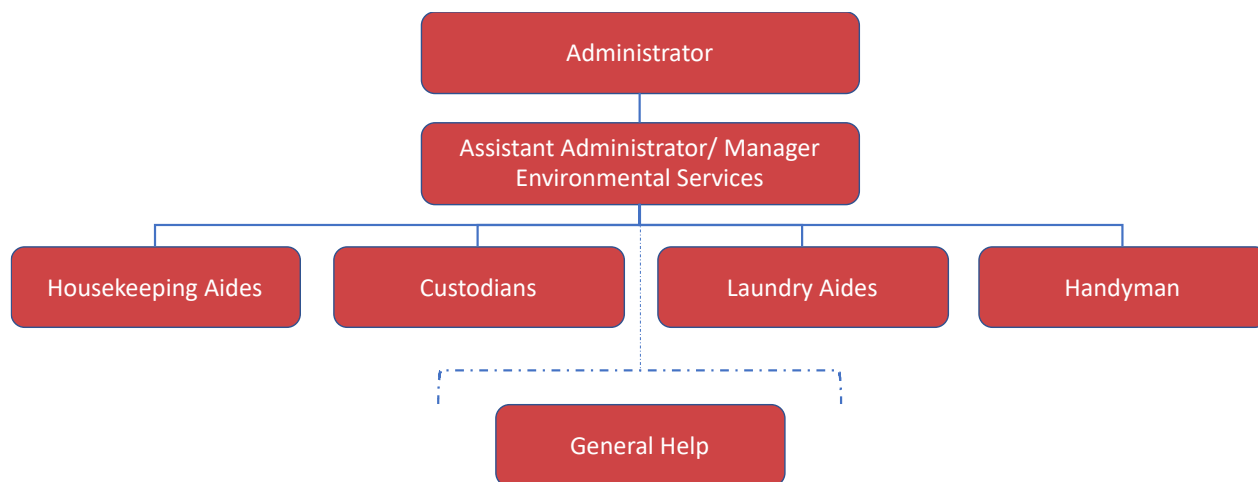 Administrator
Assistant Administrator/ Manager
Environmental Services
Housekeeping Aides
Custodians
Laundry Aides
Handyman
General Help